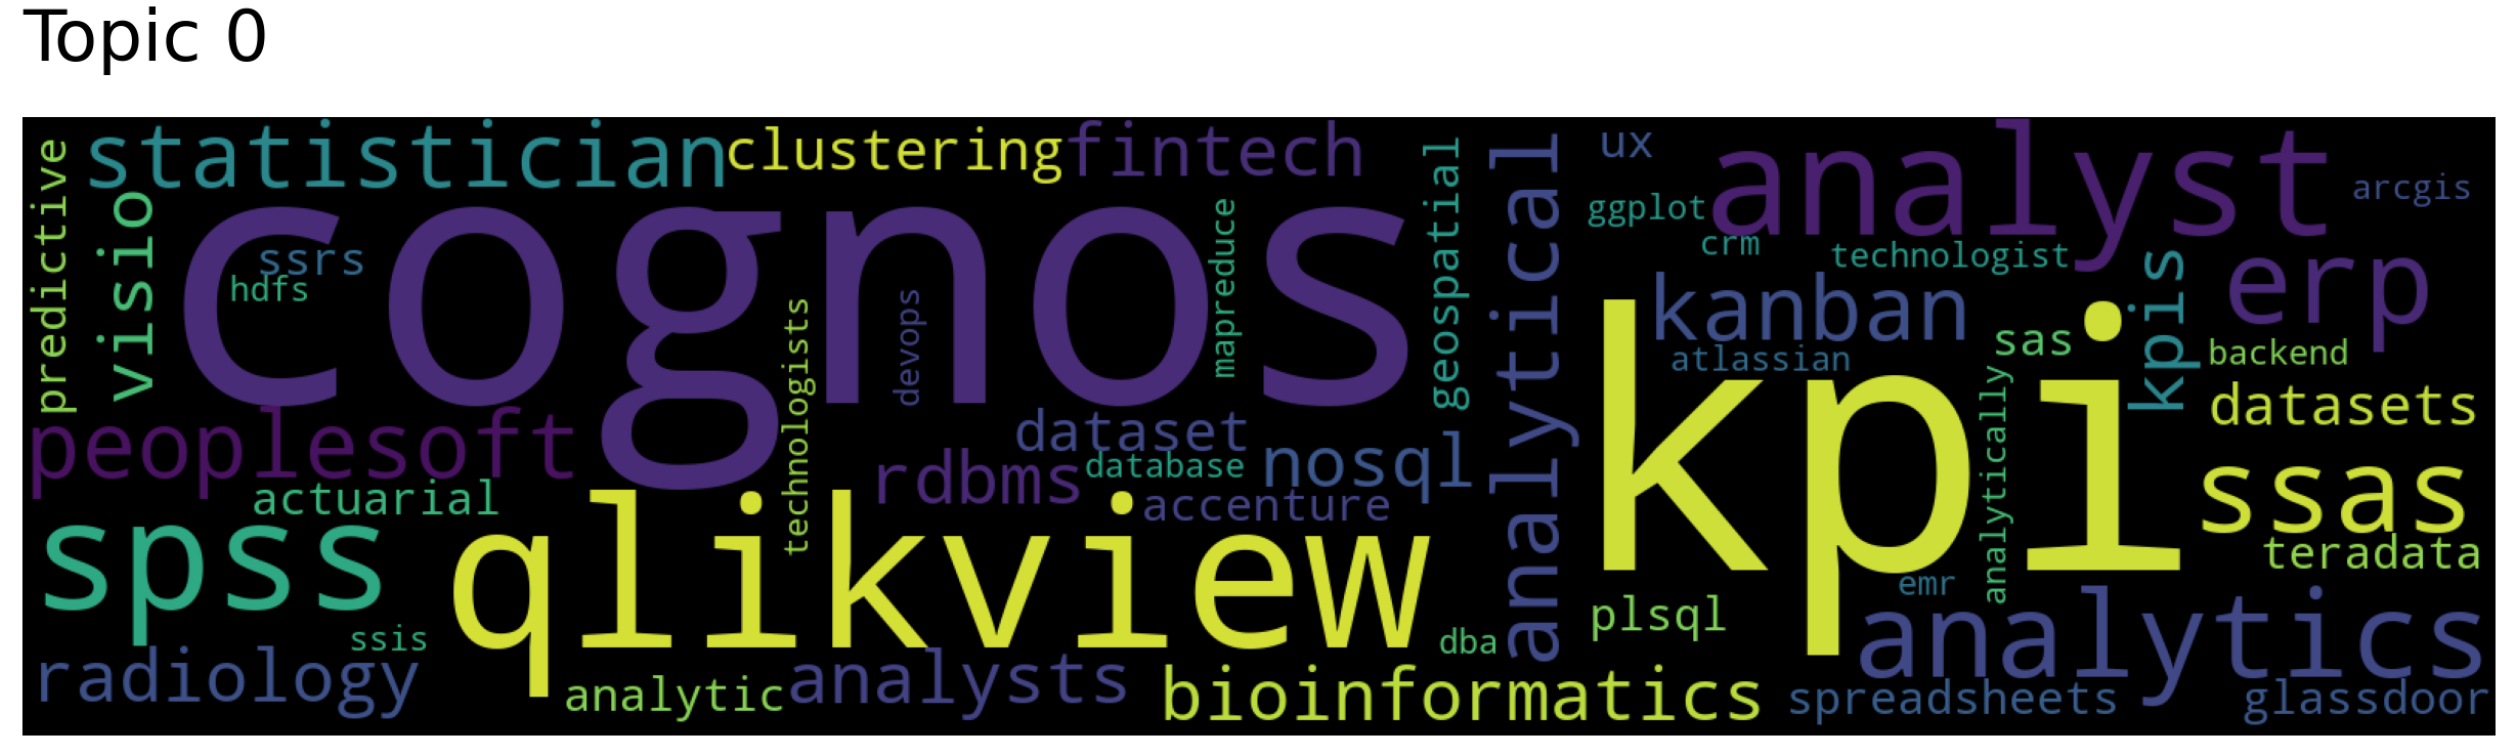 Topic 0
statistician
clustering
fintech
ux
analyst
arcgis
predictive
visio
cognos
ssrs
hdfs
mapreduce
geospatial
analytical
ggplot
crm
technologist
erp
kanban
kpis
devops
technologists
atlassian
sas
backend
kpi
peoplesoft
dataset
datasets
rdbms
database
nosql
analytically
actuarial
accenture
ssas
spss
qlikview
teradata
emr
plsql
analytics
ssis
dba
radiology
analytic
analysts
bioinformatics
spreadsheets
glassdoor